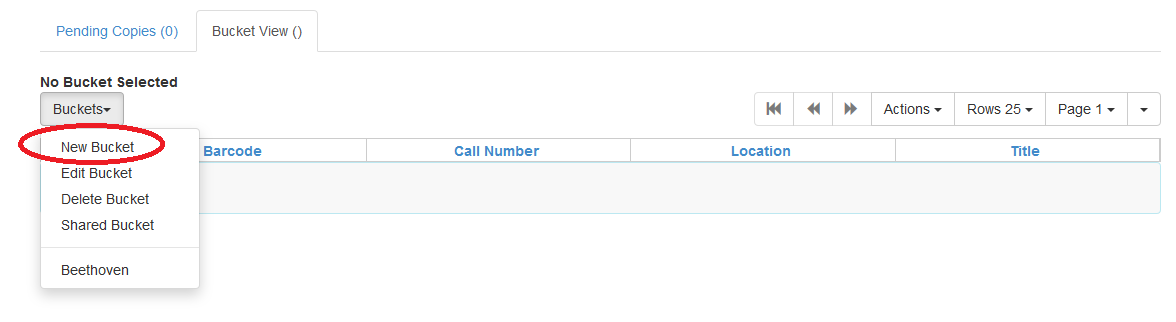 Pending Copies (0) Bucket View ()
No Bucket Selected
Buckets Actions Rows 25 Page 1
New Bucket
Barcode Call Number Location Title
Edit Bucket
Delete Bucket
Shared Bucket
Beethoven